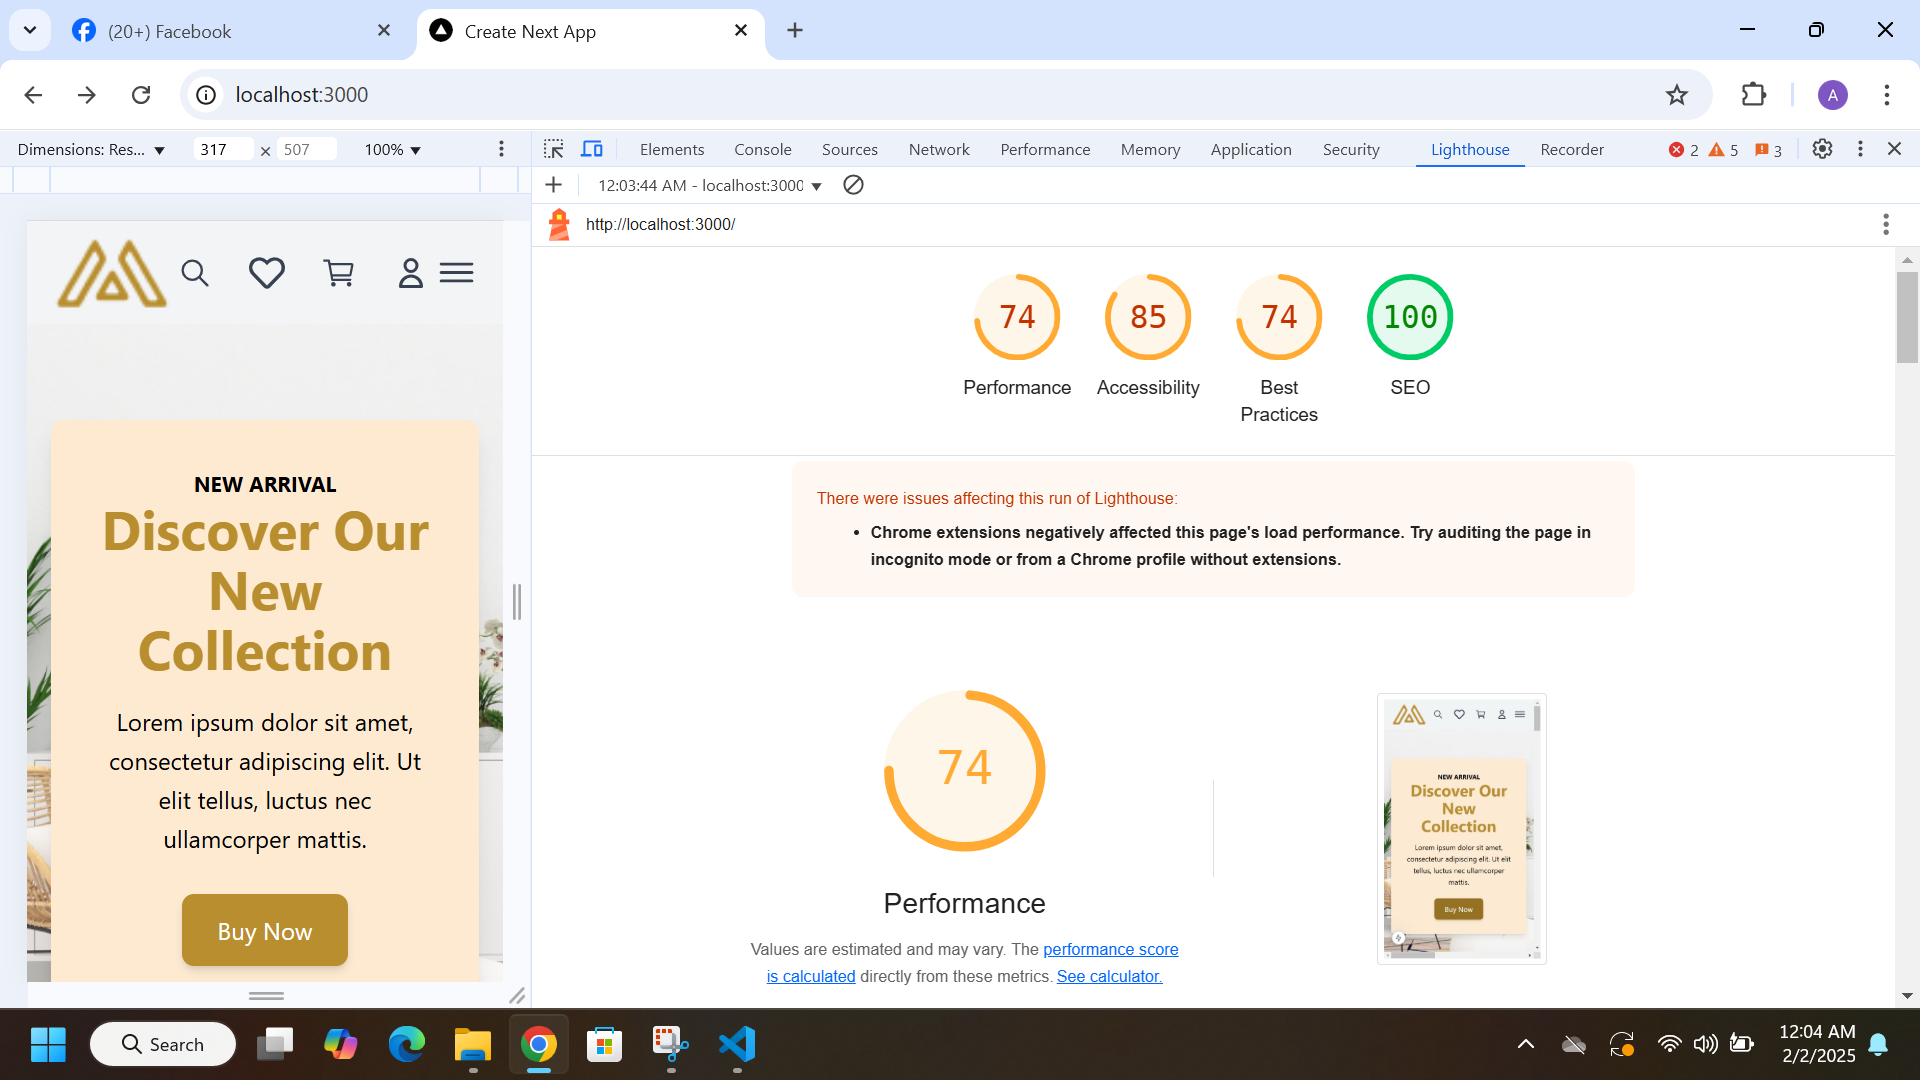 (20+) Facebook
Create Next App
localhost:3000
A
Dimensions: Res...
317 × 507
100%
Elements
Console
Sources
Network
Performance
Memory
Application
Security
Lighthouse
Recorder
2
5
3
12:03:44 AM - localhost:3000
http://localhost:3000/
74
85
74
100
Performance
Accessibility
Best
Practices
SEO
There were issues affecting this run of Lighthouse:
Chrome extensions negatively affected this page's load performance. Try auditing the page in
incognito mode or from a Chrome profile without extensions.
NEW ARRIVAL
Discover Our
New
Collection
Lorem ipsum dolor sit amet,
consectetur adipiscing elit. Ut
elit tellus, luctus nec
ullamcorper mattis.
Buy Now
74
Performance
Values are estimated and may vary. The performance score
is calculated directly from these metrics. See calculator.
NEW ARRIVAL
Discover Our
New
Collection
Lorem ipsum dolor sit amet,
consectetur adipiscing elit. Ut elit
tellus, luctus nec ullamcorper
mattis.
Buy Now
Search
12:04 AM
2/2/2025